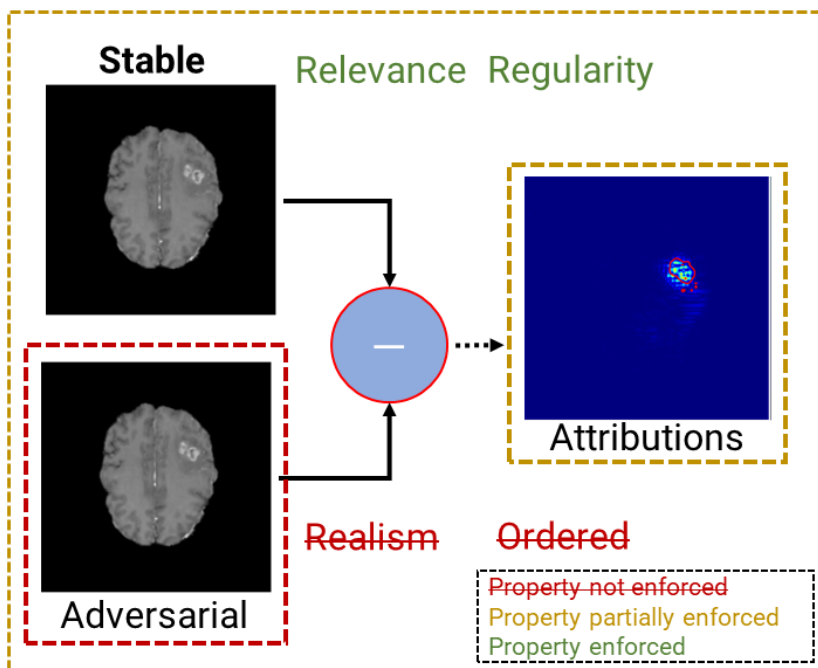 Stable
Relevance Regularity
—
Attributions
Adversarial
Realism Ordered
Property not enforced
Property partially enforced
Property enforced